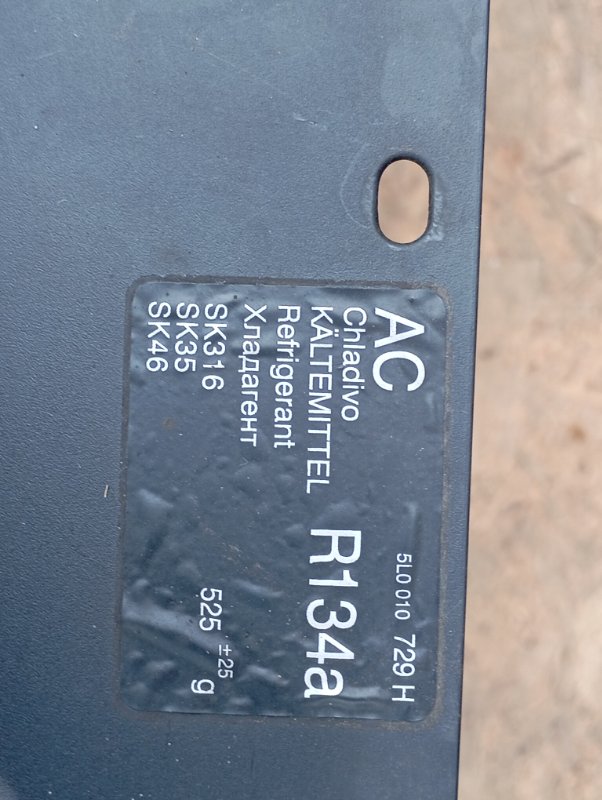 AC 5L0 010 729 H
Chladivo
KÄLTEMITTEL R134a
Refrigerant
Хладагент
SK316 525 ±25 g
SK35
SK46